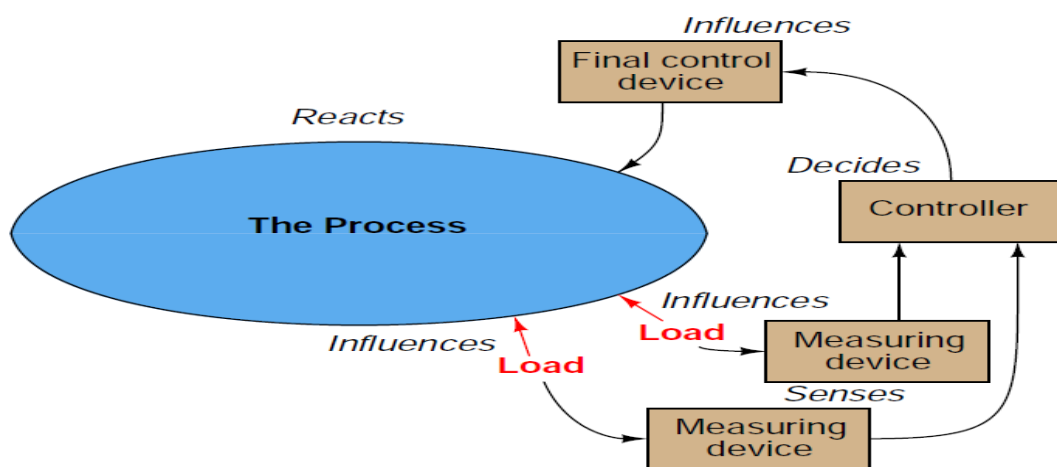 Influences
Final control
device
Reacts
Decides
The Process
Controller
Influences
Load
Influences
Load
Measuring
device
Senses
Measuring
device